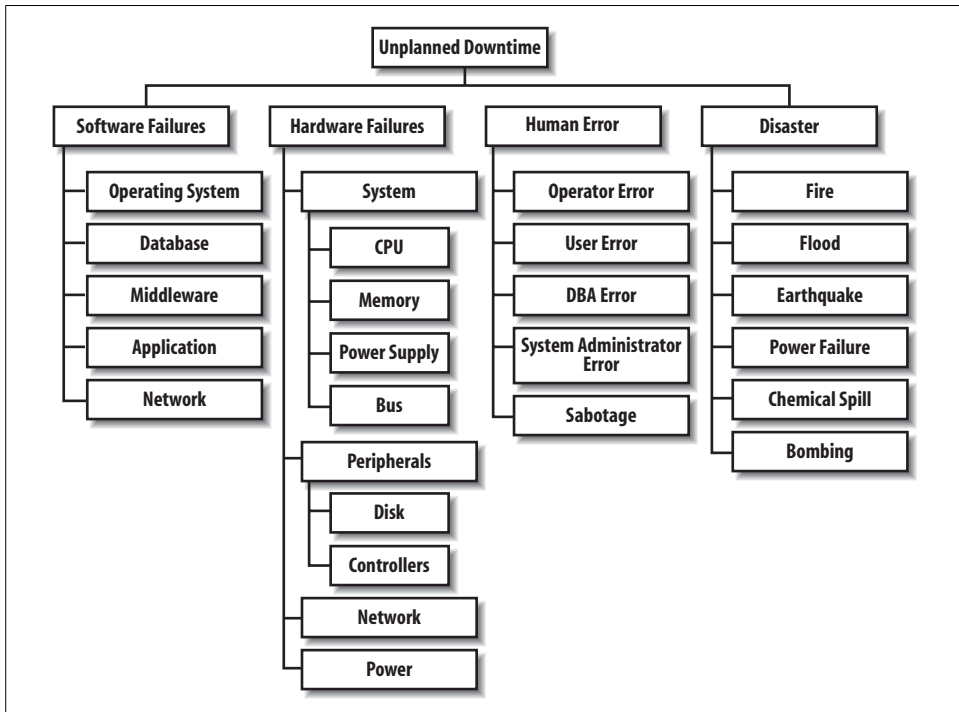 Unplanned Downtime
Software Failures
Operating System
Database
Middleware
Application
Network
Hardware Failures
System
CPU
Memory
Power Supply
Bus
Peripherals
Disk
Controllers
Network
Power
Human Error
Operator Error
User Error
DBA Error
System Administrator
Error
Sabotage
Disaster
Fire
Flood
Earthquake
Power Failure
Chemical Spill
Bombing